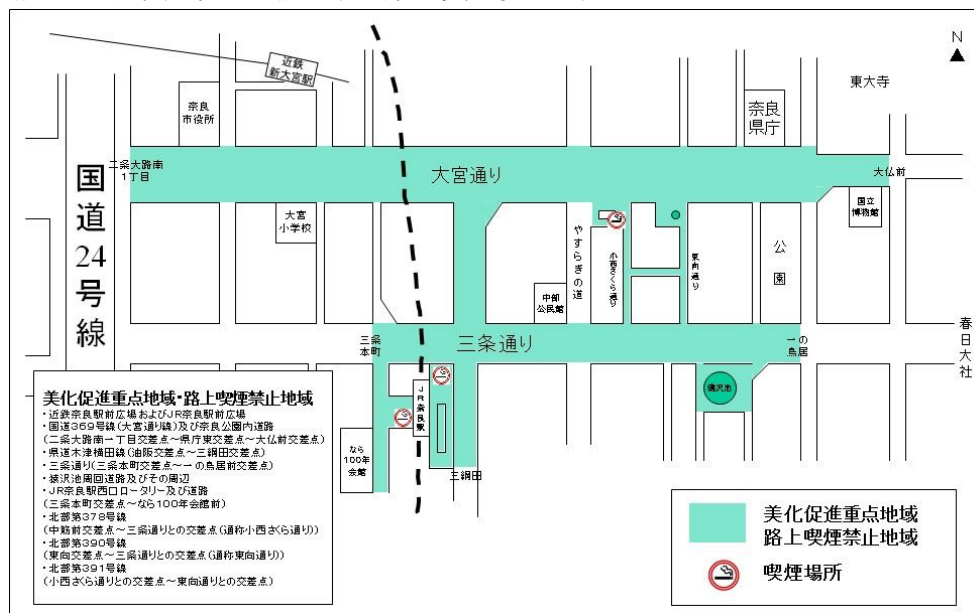 N
近鉄
新大宮駅
奈良
市役所
奈良
県庁
東大寺
二条大路南
1丁目
大宮通り
大仏前
国道24号線
大宮
小学校
やすらぎの道
小西さくら通り
東向通り
公園
国立
博物館
中部
公民館
三条
本町
三条通り
一の
鳥居
春日大社
JR奈良駅
猿沢池
なら
100年
会館
三綱田
美化促進重点地域・路上喫煙禁止地域
・近鉄奈良駅前広場およびJR奈良駅前広場
・国道369号線(大宮通り線)及び奈良公園内道路
(二条大路南一丁目交差点～県庁東交差点～大仏前交差点)
・県道木津横田線(油阪交差点～三綱田交差点)
・三条通り(三条本町交差点～一の鳥居前交差点)
・猿沢池周回道路及びその周辺
・JR奈良駅西口ロータリー及び道路
(三条本町交差点～なら100年会館前)
・北部第378号線
(中筋前交差点～三条通りとの交差点(通称小西さくら通り))
・北部第390号線
(東向交差点～三条通りとの交差点(通称東向通り))
・北部第391号線
(小西さくら通りとの交差点～東向通りとの交差点)
美化促進重点地域
路上喫煙禁止地域
喫煙場所